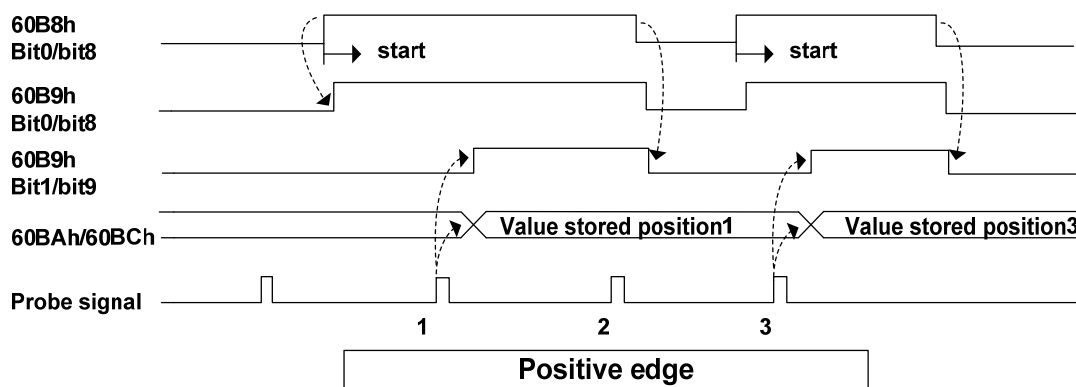 60B8h
Bit0/bit8
start
start
60B9h
Bit0/bit8
60B9h
Bit1/bit9
60BAh/60BCh
Value stored position1
Value stored position3
Probe signal
1
2
3
Positive edge